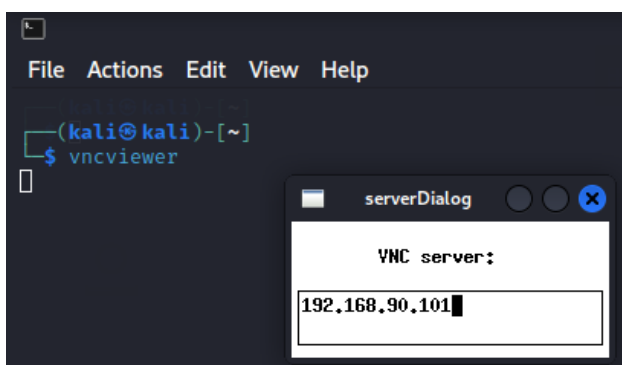 File Actions Edit View Help
┌──(kali㉿kali)-[~]
└─$ vncviewer
serverDialog
VNC server:
192.168.90.101